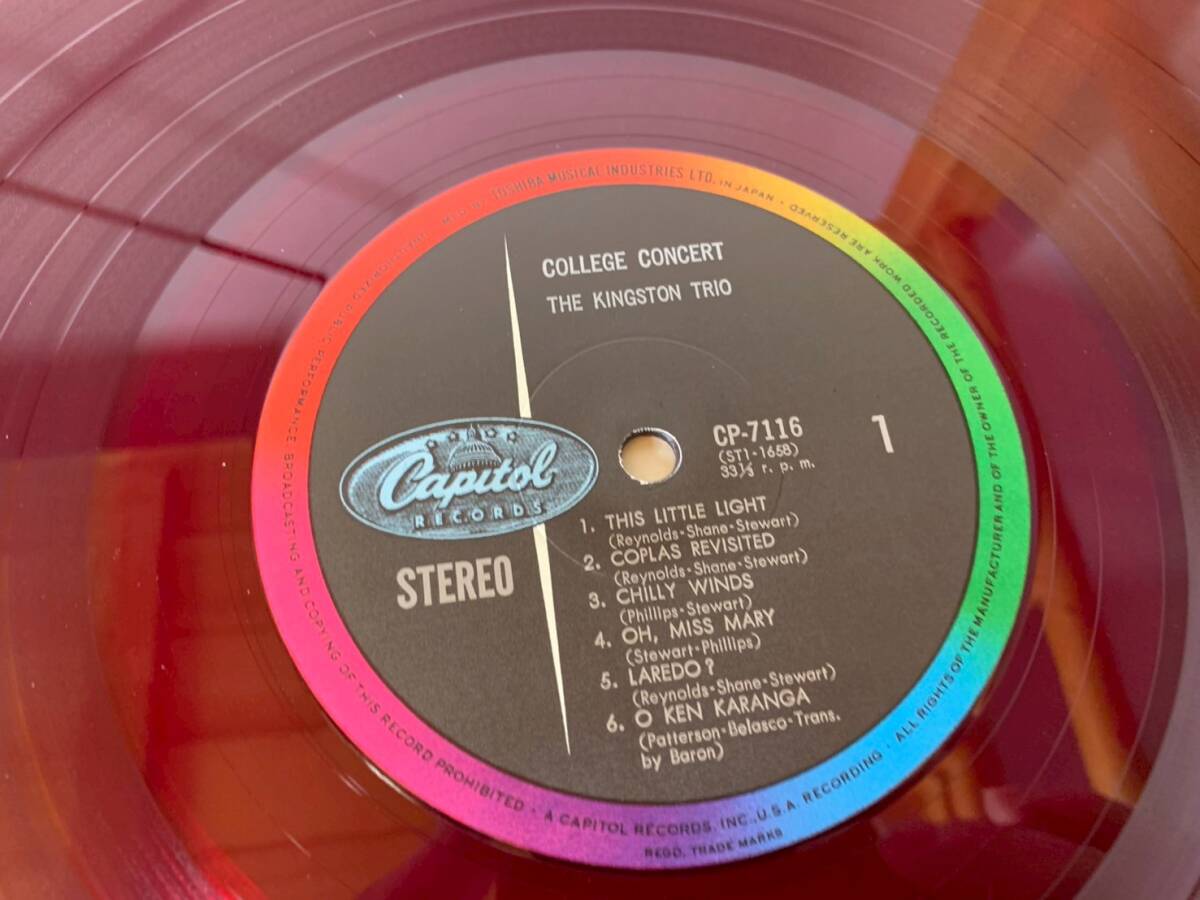 COLLEGE CONCERT
THE KINGSTON TRIO
Capitol
RECORDS
STEREO
CP-7116
(ST1-1658)
33⅓ r. p. m.
1
1. THIS LITTLE LIGHT
(Reynolds-Shane-Stewart)
2. COPLAS REVISITED
(Reynolds-Shane-Stewart)
3. CHILLY WINDS
(Phillips-Stewart)
4. OH, MISS MARY
(Stewart-Phillips)
5. LAREDO?
(Reynolds-Shane-Stewart)
6. O KEN KARANGA
(Patterson-Belasco-Trans.
by Baron)
MFD. BY TOSHIBA MUSICAL INDUSTRIES LTD. IN JAPAN · ALL RIGHTS OF THE MANUFACTURER AND OF THE OWNER OF THE RECORDED WORK ARE RESERVED
UNAUTHORIZED PUBLIC PERFORMANCE BROADCASTING AND COPYING OF THIS RECORD PROHIBITED · A CAPITOL RECORDS, INC., U.S.A. RECORDING ·
REGD. TRADE MARKS